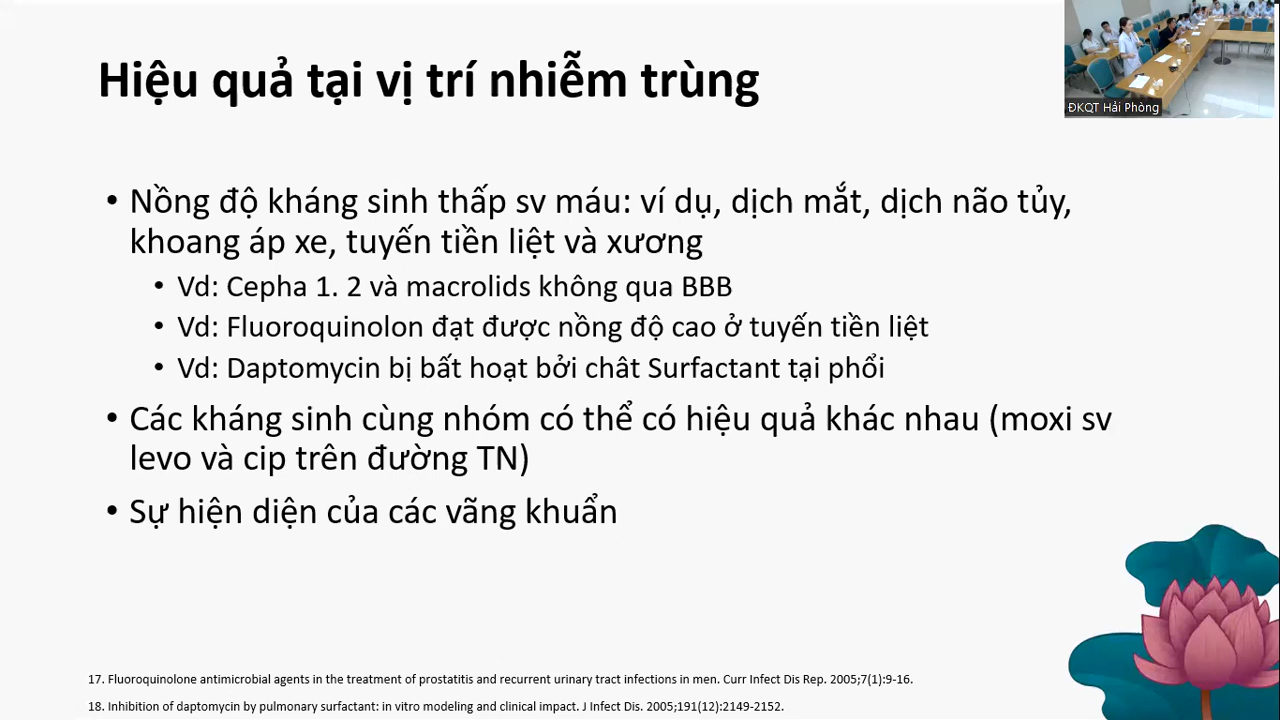 Hiệu quả tại vị trí nhiễm trùng
ĐKQT Hải Phòng
• Nồng độ kháng sinh thấp sv máu: ví dụ, dịch mắt, dịch não tủy,
khoang áp xe, tuyến tiền liệt và xương
• Vd: Cepha 1. 2 và macrolids không qua BBB
• Vd: Fluoroquinolon đạt được nồng độ cao ở tuyến tiền liệt
• Vd: Daptomycin bị bất hoạt bởi chât Surfactant tại phổi
• Các kháng sinh cùng nhóm có thể có hiệu quả khác nhau (moxi sv
levo và cip trên đường TN)
• Sự hiện diện của các vãng khuẩn
17. Fluoroquinolone antimicrobial agents in the treatment of prostatitis and recurrent urinary tract infections in men. Curr Infect Dis Rep. 2005;7(1):9-16.
18. Inhibition of daptomycin by pulmonary surfactant: in vitro modeling and clinical impact. J Infect Dis. 2005;191(12):2149-2152.